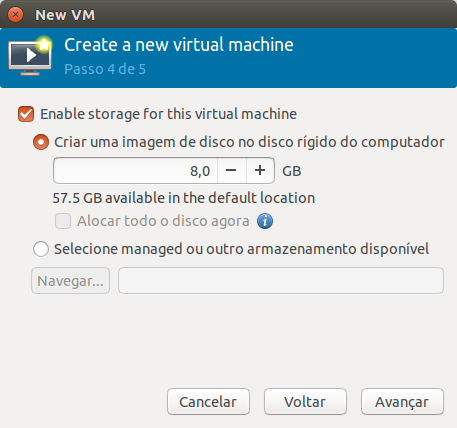 New VM
Create a new virtual machine
Passo 4 de 5
Enable storage for this virtual machine
Criar uma imagem de disco no disco rígido do computador
8,0 − + GB
57.5 GB available in the default location
Alocar todo o disco agora
Selecione managed ou outro armazenamento disponível
Navegar...
Cancelar Voltar Avançar